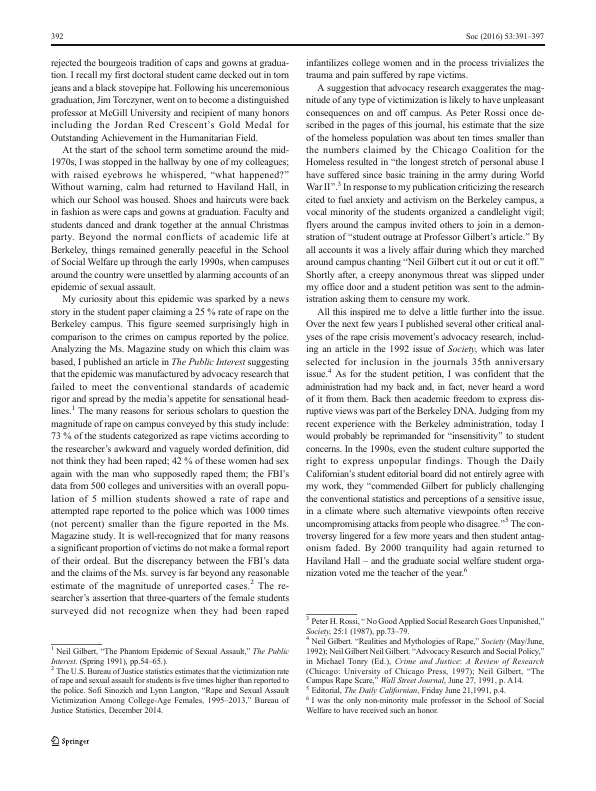 392
Soc (2016) 53:391–397
rejected the bourgeois tradition of caps and gowns at gradua-
tion. I recall my first doctoral student came decked out in torn
jeans and a black stovepipe hat. Following his unceremonious
graduation, Jim Torczyner, went on to become a distinguished
professor at McGill University and recipient of many honors
including the Jordan Red Crescent's Gold Medal for
Outstanding Achievement in the Humanitarian Field.
At the start of the school term sometime around the mid-
1970s, I was stopped in the hallway by one of my colleagues;
with raised eyebrows he whispered, “what happened?”
Without warning, calm had returned to Haviland Hall, in
which our School was housed. Shoes and haircuts were back
in fashion as were caps and gowns at graduation. Faculty and
students danced and drank together at the annual Christmas
party. Beyond the normal conflicts of academic life at
Berkeley, things remained generally peaceful in the School
of Social Welfare up through the early 1990s, when campuses
around the country were unsettled by alarming accounts of an
epidemic of sexual assault.
My curiosity about this epidemic was sparked by a news
story in the student paper claiming a 25 % rate of rape on the
Berkeley campus. This figure seemed surprisingly high in
comparison to the crimes on campus reported by the police.
Analyzing the Ms. Magazine study on which this claim was
based, I published an article in The Public Interest suggesting
that the epidemic was manufactured by advocacy research that
failed to meet the conventional standards of academic
rigor and spread by the media's appetite for sensational head-
lines.1 The many reasons for serious scholars to question the
magnitude of rape on campus conveyed by this study include:
73 % of the students categorized as rape victims according to
the researcher's awkward and vaguely worded definition, did
not think they had been raped; 42 % of these women had sex
again with the man who supposedly raped them; the FBI's
data from 500 colleges and universities with an overall popu-
lation of 5 million students showed a rate of rape and
attempted rape reported to the police which was 1000 times
(not percent) smaller than the figure reported in the Ms.
Magazine study. It is well-recognized that for many reasons
a significant proportion of victims do not make a formal report
of their ordeal. But the discrepancy between the FBI's data
and the claims of the Ms. survey is far beyond any reasonable
estimate of the magnitude of unreported cases.2 The re-
searcher's assertion that three-quarters of the female students
surveyed did not recognize when they had been raped
1 Neil Gilbert, “The Phantom Epidemic of Sexual Assault,” The Public
Interest. (Spring 1991), pp.54–65.).
2 The U.S. Bureau of Justice statistics estimates that the victimization rate
of rape and sexual assault for students is five times higher than reported to
the police. Sofi Sinozich and Lynn Langton, “Rape and Sexual Assault
Victimization Among College-Age Females, 1995–2013,” Bureau of
Justice Statistics, December 2014.
infantilizes college women and in the process trivializes the
trauma and pain suffered by rape victims.
A suggestion that advocacy research exaggerates the mag-
nitude of any type of victimization is likely to have unpleasant
consequences on and off campus. As Peter Rossi once de-
scribed in the pages of this journal, his estimate that the size
of the homeless population was about ten times smaller than
the numbers claimed by the Chicago Coalition for the
Homeless resulted in “the longest stretch of personal abuse I
have suffered since basic training in the army during World
War II”.3 In response to my publication criticizing the research
cited to fuel anxiety and activism on the Berkeley campus, a
vocal minority of the students organized a candlelight vigil;
flyers around the campus invited others to join in a demon-
stration of “student outrage at Professor Gilbert's article.” By
all accounts it was a lively affair during which they marched
around campus chanting “Neil Gilbert cut it out or cut it off.”
Shortly after, a creepy anonymous threat was slipped under
my office door and a student petition was sent to the admin-
istration asking them to censure my work.
All this inspired me to delve a little further into the issue.
Over the next few years I published several other critical anal-
yses of the rape crisis movement's advocacy research, includ-
ing an article in the 1992 issue of Society, which was later
selected for inclusion in the journals 35th anniversary
issue.4 As for the student petition, I was confident that the
administration had my back and, in fact, never heard a word
of it from them. Back then academic freedom to express dis-
ruptive views was part of the Berkeley DNA. Judging from my
recent experience with the Berkeley administration, today I
would probably be reprimanded for “insensitivity” to student
concerns. In the 1990s, even the student culture supported the
right to express unpopular findings. Though the Daily
Californian's student editorial board did not entirely agree with
my work, they “commended Gilbert for publicly challenging
the conventional statistics and perceptions of a sensitive issue,
in a climate where such alternative viewpoints often receive
uncompromising attacks from people who disagree.”5 The con-
troversy lingered for a few more years and then student antag-
onism faded. By 2000 tranquility had again returned to
Haviland Hall – and the graduate social welfare student orga-
nization voted me the teacher of the year.6
3 Peter H. Rossi, “ No Good Applied Social Research Goes Unpunished,”
Society, 25:1 (1987), pp.73–79.
4 Neil Gilbert. “Realities and Mythologies of Rape,” Society (May/June,
1992); Neil Gilbert Neil Gilbert. “Advocacy Research and Social Policy,”
in Michael Tonry (Ed.), Crime and Justice: A Review of Research
(Chicago: University of Chicago Press, 1997); Neil Gilbert, “The
Campus Rape Scare,” Wall Street Journal, June 27, 1991, p. A14.
5 Editorial, The Daily Californian, Friday June 21,1991, p.4.
6 I was the only non-minority male professor in the School of Social
Welfare to have received such an honor.
Springer